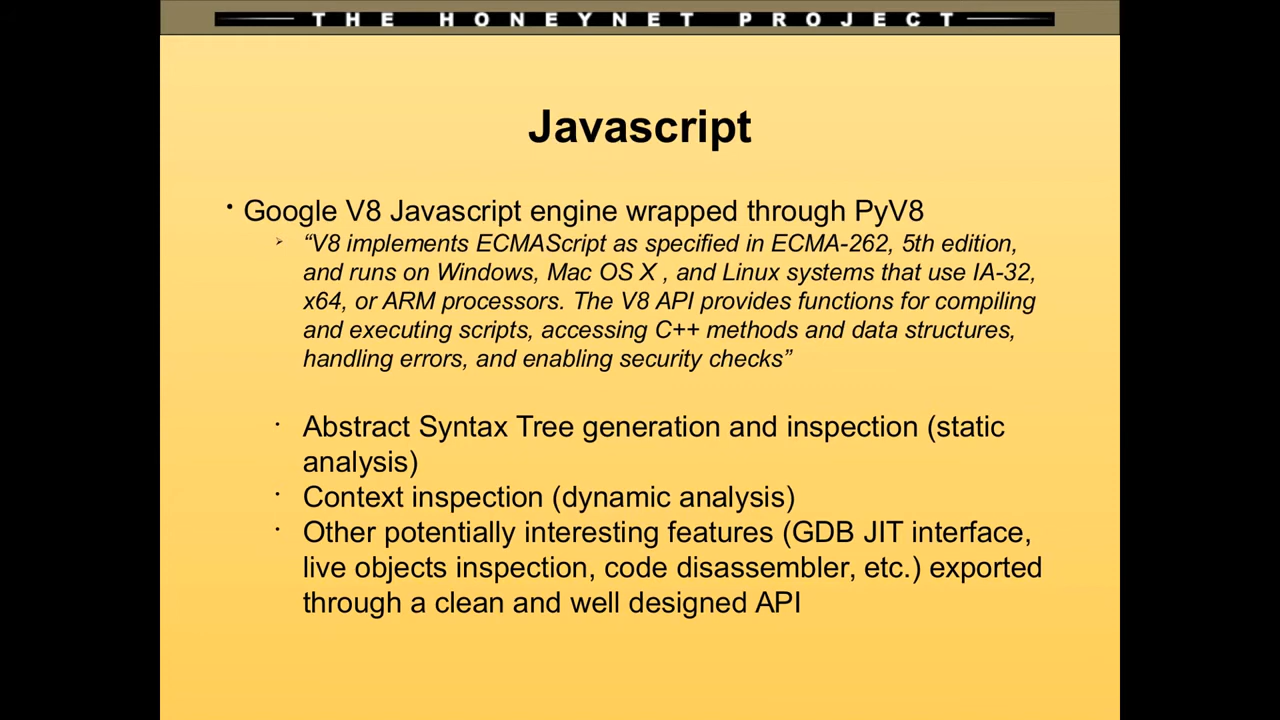 THE HONEYNET PROJECT
Javascript
• Google V8 Javascript engine wrapped through PyV8
➢ “V8 implements ECMAScript as specified in ECMA-262, 5th edition,
and runs on Windows, Mac OS X , and Linux systems that use IA-32,
x64, or ARM processors. The V8 API provides functions for compiling
and executing scripts, accessing C++ methods and data structures,
handling errors, and enabling security checks”
• Abstract Syntax Tree generation and inspection (static
analysis)
• Context inspection (dynamic analysis)
• Other potentially interesting features (GDB JIT interface,
live objects inspection, code disassembler, etc.) exported
through a clean and well designed API